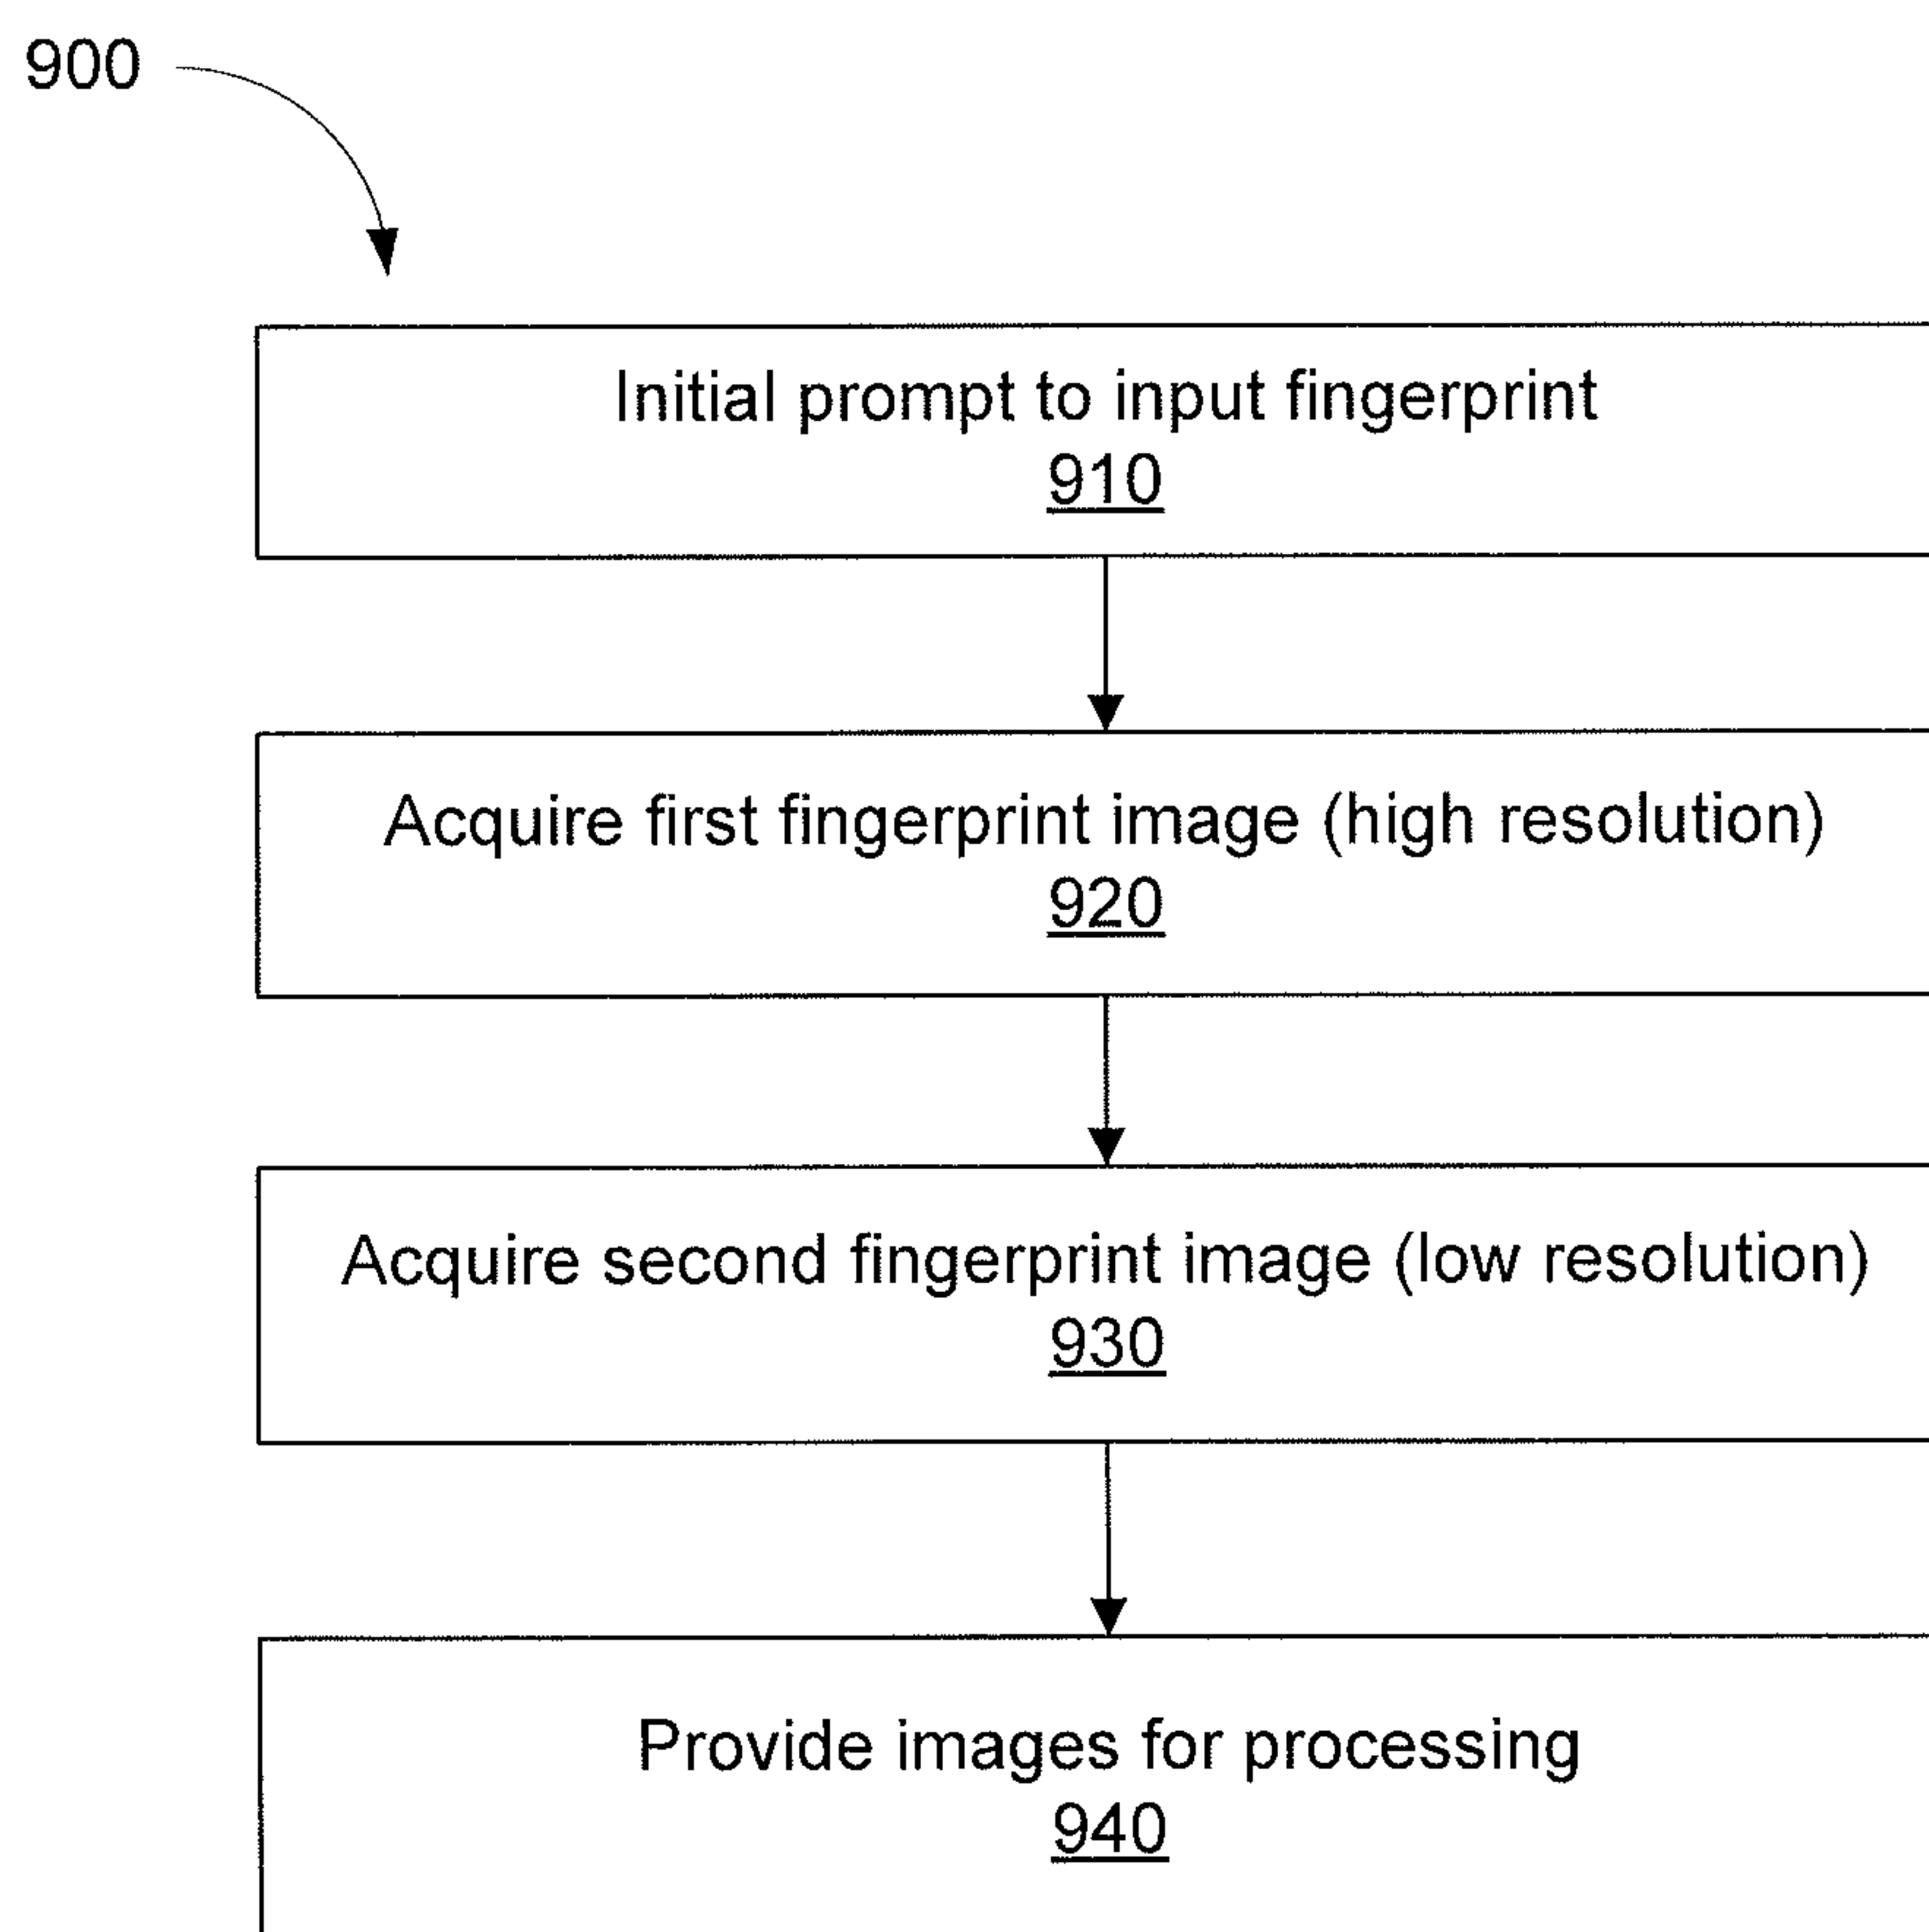 900
Initial prompt to input fingerprint
910
Acquire first fingerprint image (high resolution)
920
Acquire second fingerprint image (low resolution)
930
Provide images for processing
940